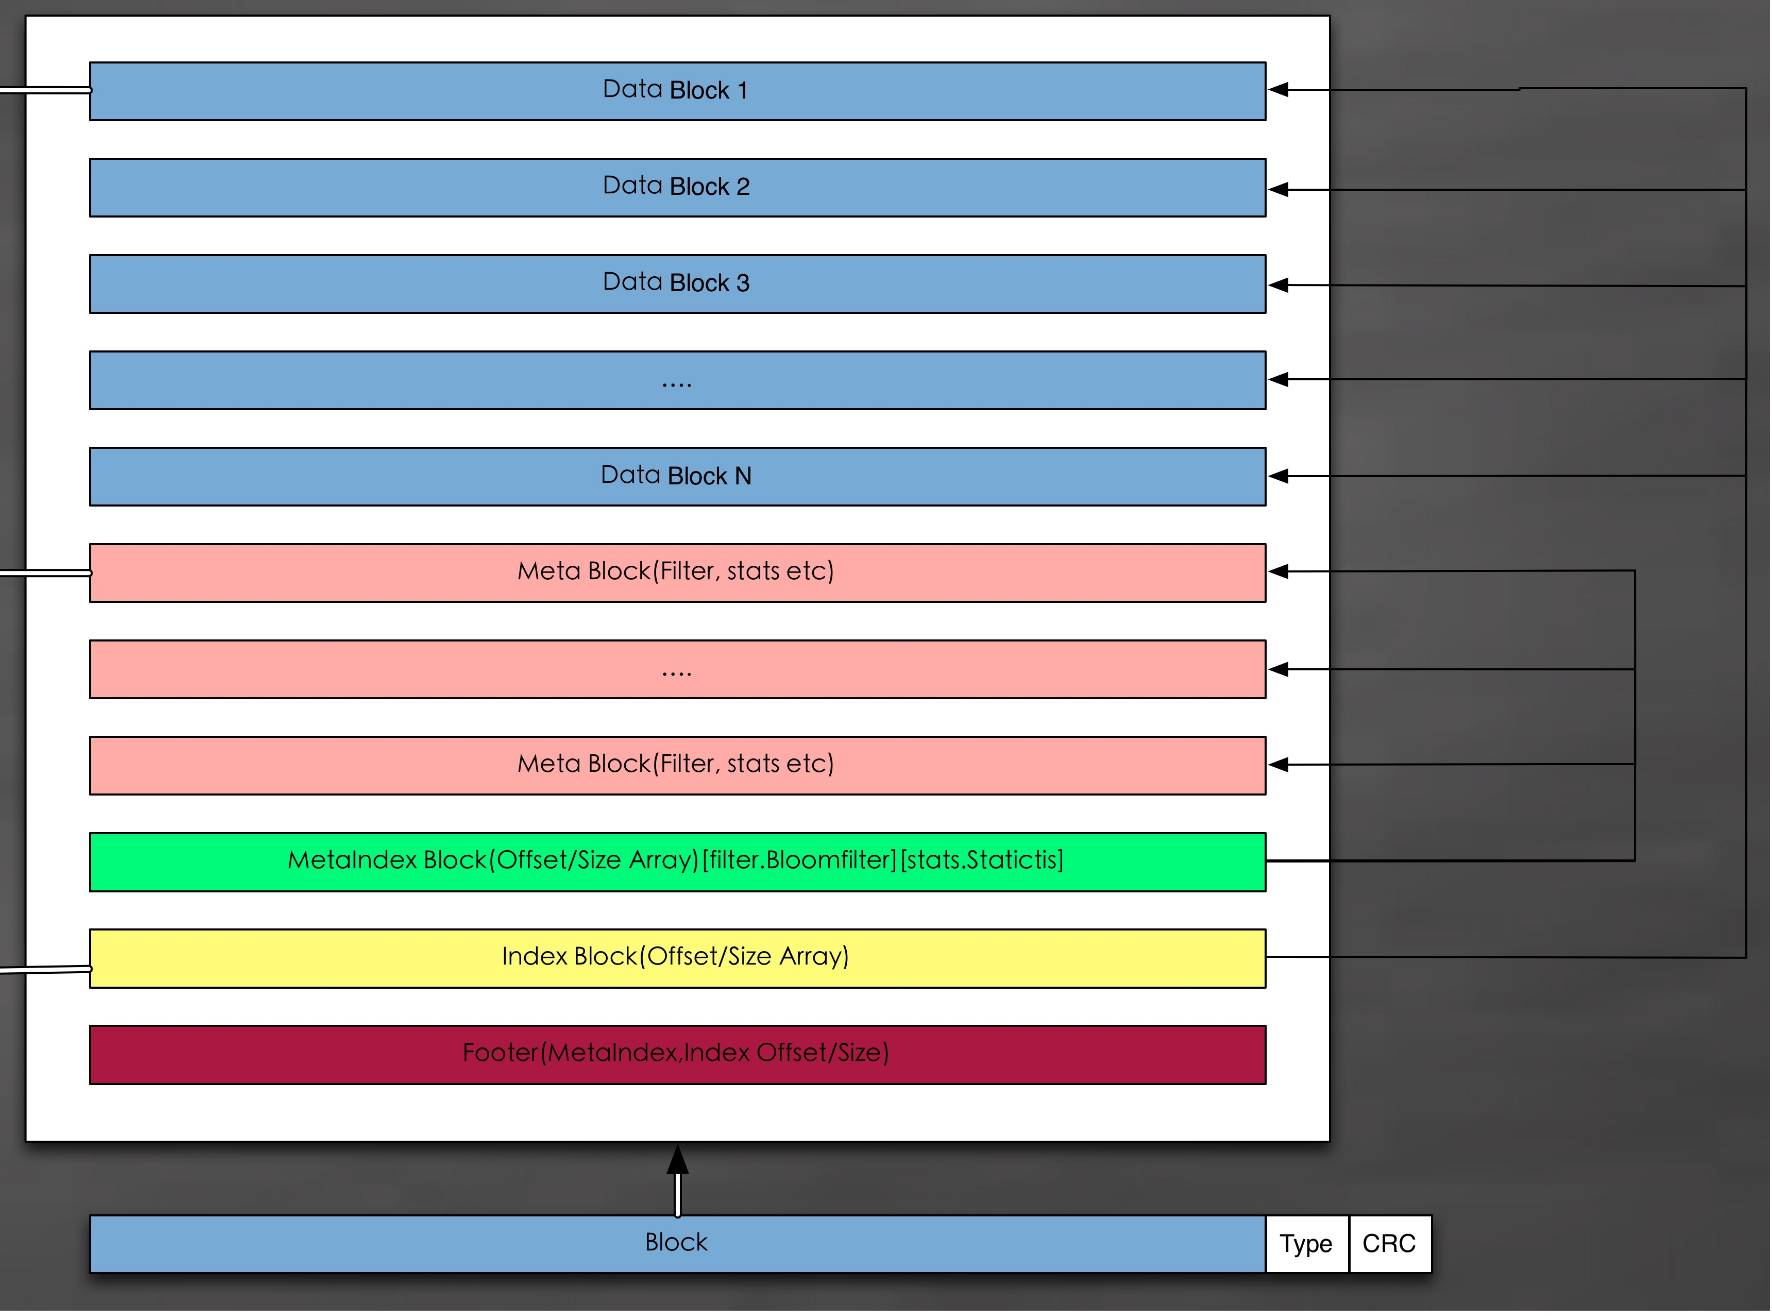 Data Block 1
Data Block 2
Data Block 3
....
Data Block N
Meta Block(Filter, stats etc)
....
Meta Block(Filter, stats etc)
MetaIndex Block(Offset/Size Array)[filter.Bloomfilter][stats.Statictis]
Index Block(Offset/Size Array)
Footer(MetaIndex,Index Offset/Size)
Block Type CRC